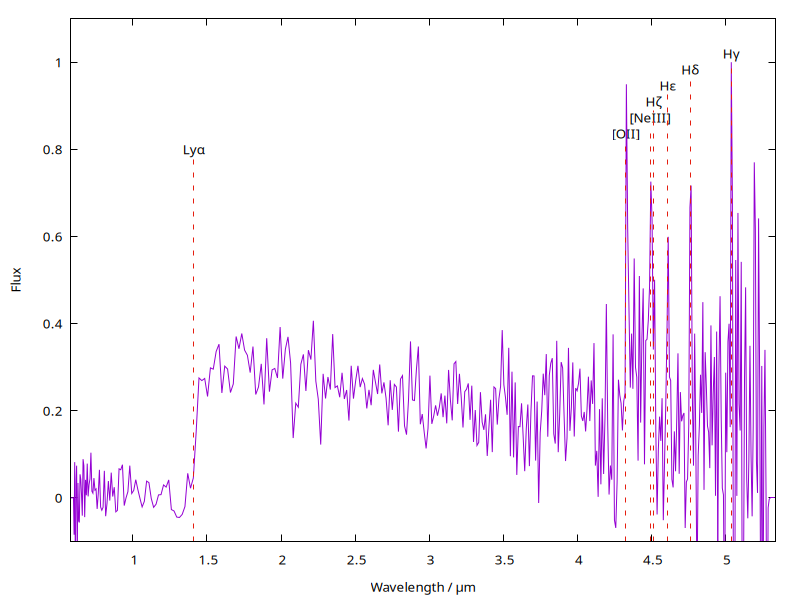 Hγ
Hδ
Hε
Hζ
[NeIII]
[OII]
Lyα
1
0.8
0.6
0.4
0.2
0
Flux
1 1.5 2 2.5 3 3.5 4 4.5 5
Wavelength / μm